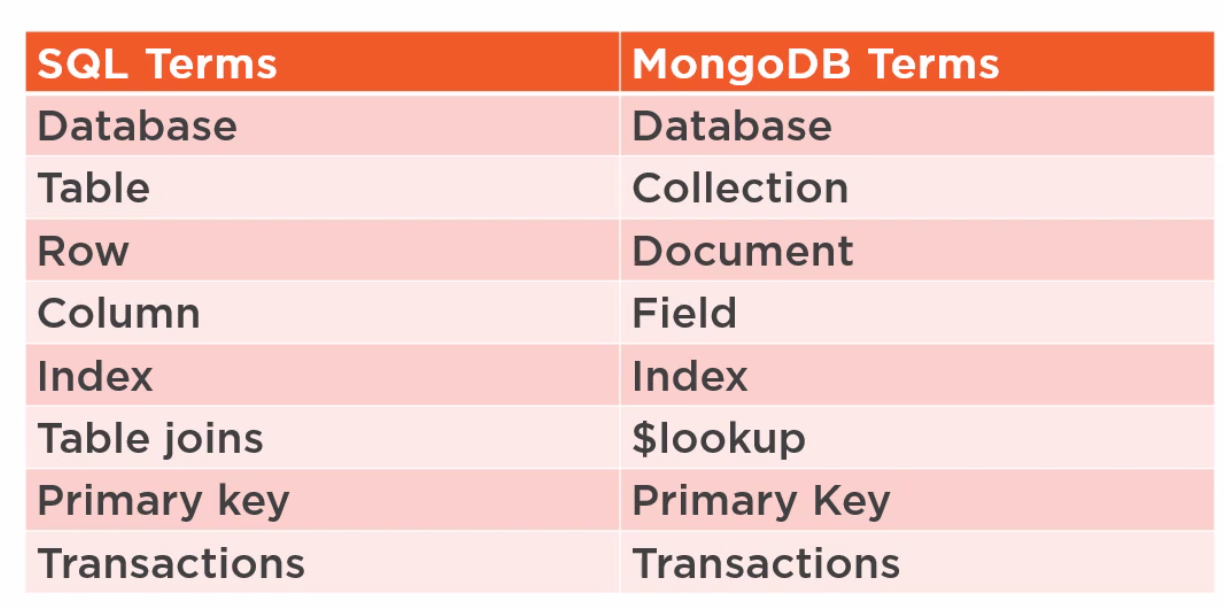 SQL Terms MongoDB Terms
Database Database
Table Collection
Row Document
Column Field
Index Index
Table joins $lookup
Primary key Primary Key
Transactions Transactions